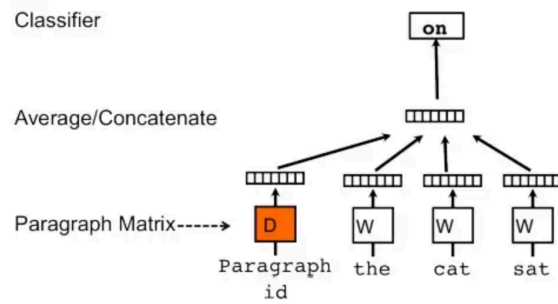 Classifier
on
Average/Concatenate
Paragraph Matrix
D
W
W
W
Paragraph
id
the
cat
sat